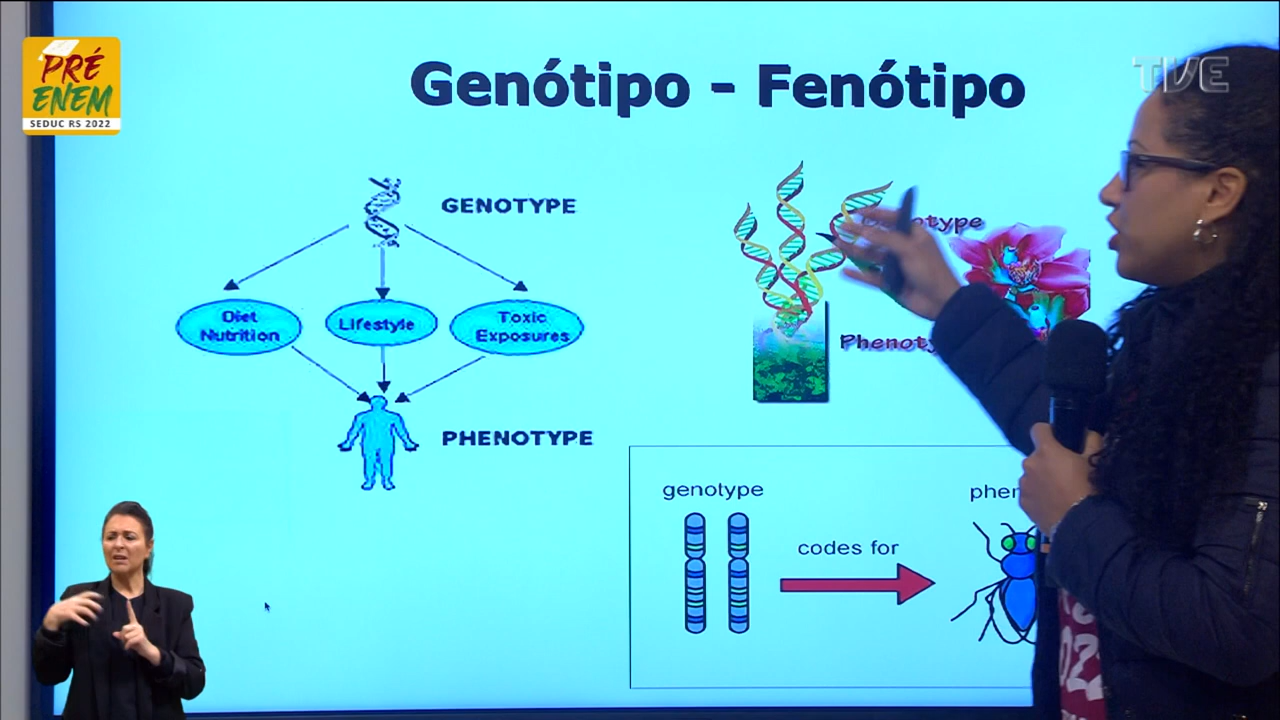 PRÉ
ENEM
SEDUC RS 2022
TVE
Genótipo - Fenótipo
GENOTYPE
Diet
Nutrition
Lifestyle
Toxic
Exposures
PHENOTYPE
genotype
codes for